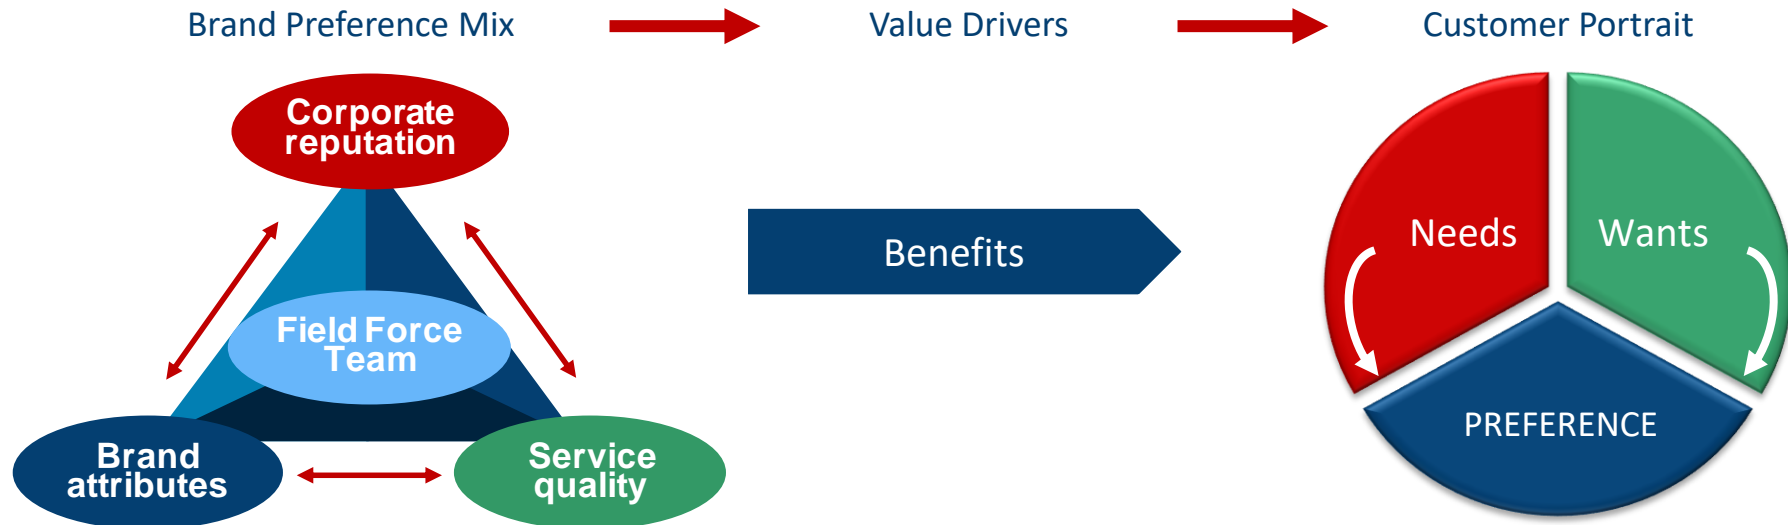 Brand Preference Mix
Value Drivers
Customer Portrait
Corporate
reputation
Field Force
Team
Brand
attributes
Service
quality
Benefits
Needs
Wants
PREFERENCE